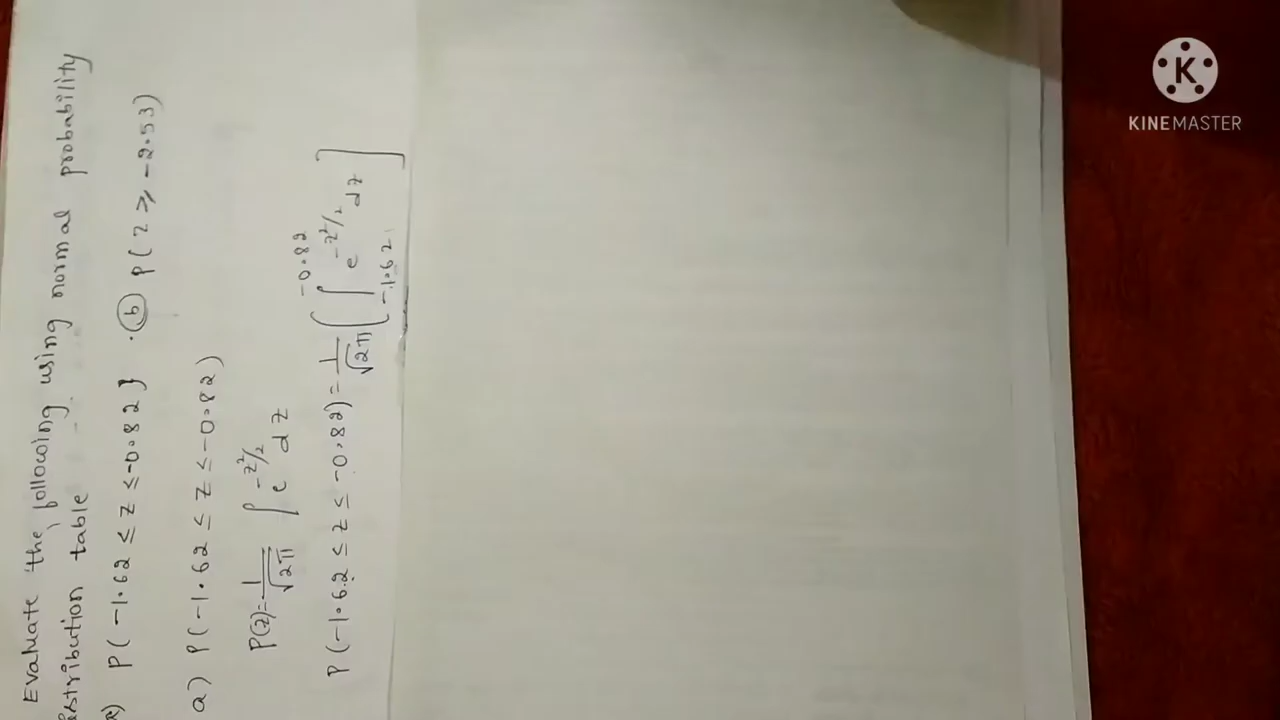 Evaluate the following using normal probability
istribution table
a) P( -1.62 ≤ z ≤ -0.82} . (b) P( z ≥ -2.53)
a) P( -1.62 ≤ z ≤ -0.82)
P(z)= 1/√2π ∫ e^-z²/2 dz
P(-1.62 ≤ z ≤ -0.82) = 1/√2π [ ∫_-1.62^-0.82 e^-z²/2 dz ]
KINEMASTER